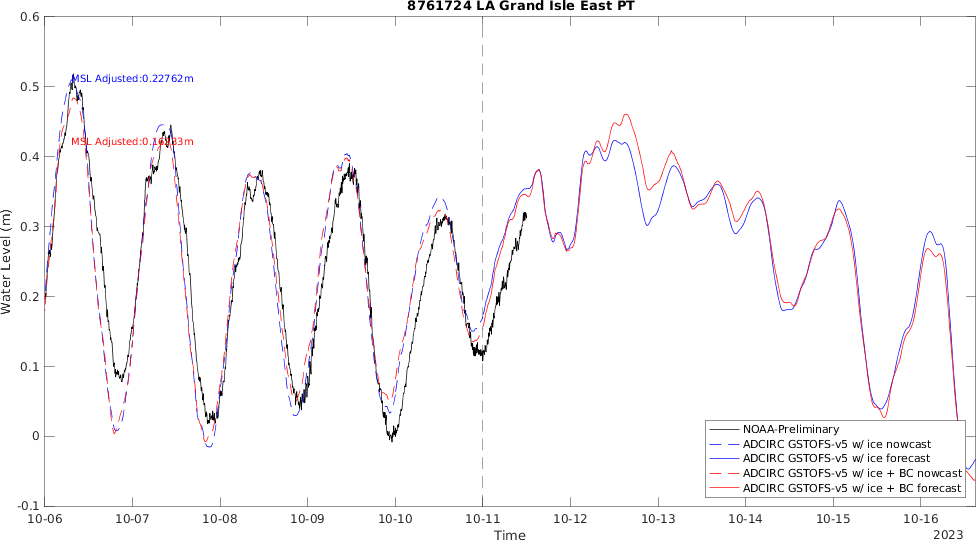 8761724 LA Grand Isle East PT
0.6
0.5
0.4
0.3
0.2
0.1
0
-0.1
Water Level (m)
MSL Adjusted:0.22762m
MSL
NOAA-Preliminary
ADCIRC GSTOFS-v5 w/ ice nowcast
ADCIRC GSTOFS-v5 w/ ice forecast
ADCIRC GSTOFS-v5 w/ ice + BC nowcast
ADCIRC GSTOFS-v5 w/ ice + BC forecast
10-06 10-07 10-08 10-09 10-10 10-11 10-12 10-13 10-14 10-15 10-16
Time
2023